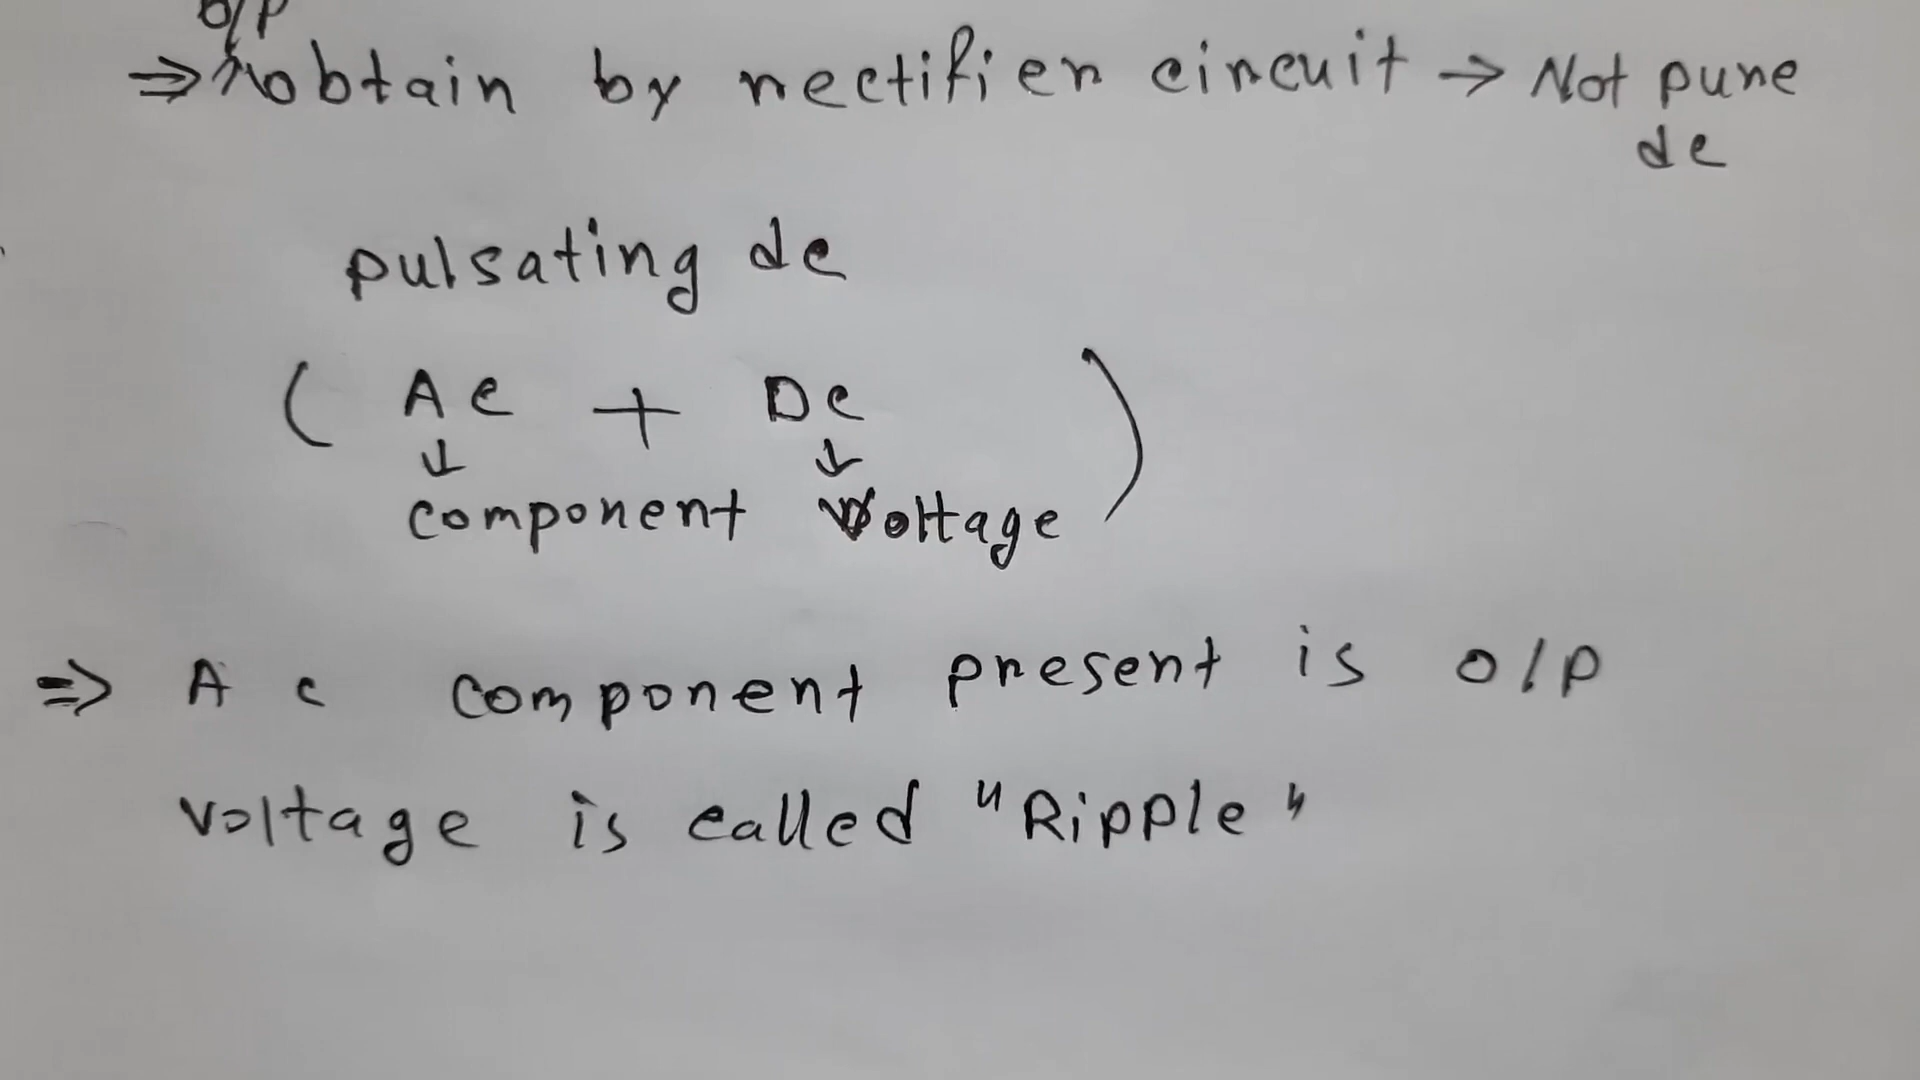 O/P
⇒ obtain by rectifier circuit → Not pure
dc
pulsating dc
( Ac + Dc )
↓ ↓
component voltage
⇒ Ac component present is O/P
voltage is called "Ripple"